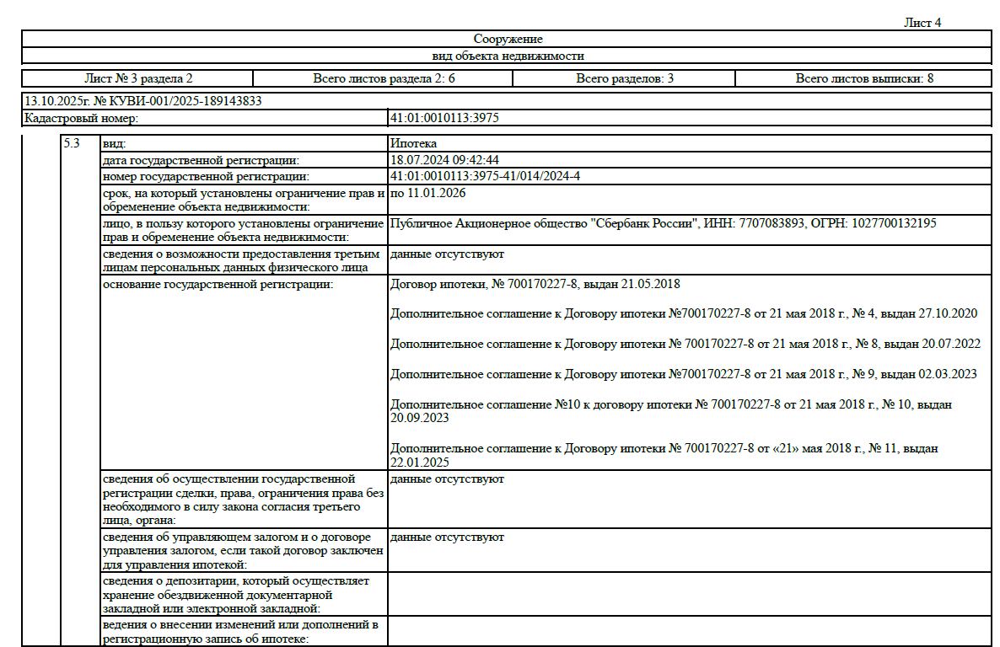 Лист 4
Сооружение
вид объекта недвижимости
Лист № 3 раздела 2
Всего листов раздела 2: 6
Всего разделов: 3
Всего листов выписки: 8
13.10.2025г. № КУВИ-001/2025-189143833
Кадастровый номер:
41:01:0010113:3975
5.3
вид:
Ипотека
дата государственной регистрации:
18.07.2024 09:42:44
номер государственной регистрации:
41:01:0010113:3975-41/014/2024-4
срок, на который установлены ограничение прав и
обременение объекта недвижимости:
по 11.01.2026
лицо, в пользу которого установлены ограничение
прав и обременение объекта недвижимости:
Публичное Акционерное общество "Сбербанк России", ИНН: 7707083893, ОГРН: 1027700132195
сведения о возможности предоставления третьим
лицам персональных данных физического лица
данные отсутствуют
основание государственной регистрации:
Договор ипотеки, № 700170227-8, выдан 21.05.2018
Дополнительное соглашение к Договору ипотеки №700170227-8 от 21 мая 2018 г., № 4, выдан 27.10.2020
Дополнительное соглашение к Договору ипотеки № 700170227-8 от 21 мая 2018 г., № 8, выдан 20.07.2022
Дополнительное соглашение к Договору ипотеки №700170227-8 от 21 мая 2018 г., № 9, выдан 02.03.2023
Дополнительное соглашение №10 к договору ипотеки № 700170227-8 от 21 мая 2018 г., № 10, выдан
20.09.2023
Дополнительное соглашение к Договору ипотеки № 700170227-8 от «21» мая 2018 г., № 11, выдан
22.01.2025
сведения об осуществлении государственной
регистрации сделки, права, ограничения права без
необходимого в силу закона согласия третьего
лица, органа:
данные отсутствуют
сведения об управляющем залогом и о договоре
управления залогом, если такой договор заключен
для управления ипотекой:
данные отсутствуют
сведения о депозитарии, который осуществляет
хранение обездвиженной документарной
закладной или электронной закладной:
ведения о внесении изменений или дополнений в
регистрационную запись об ипотеке: